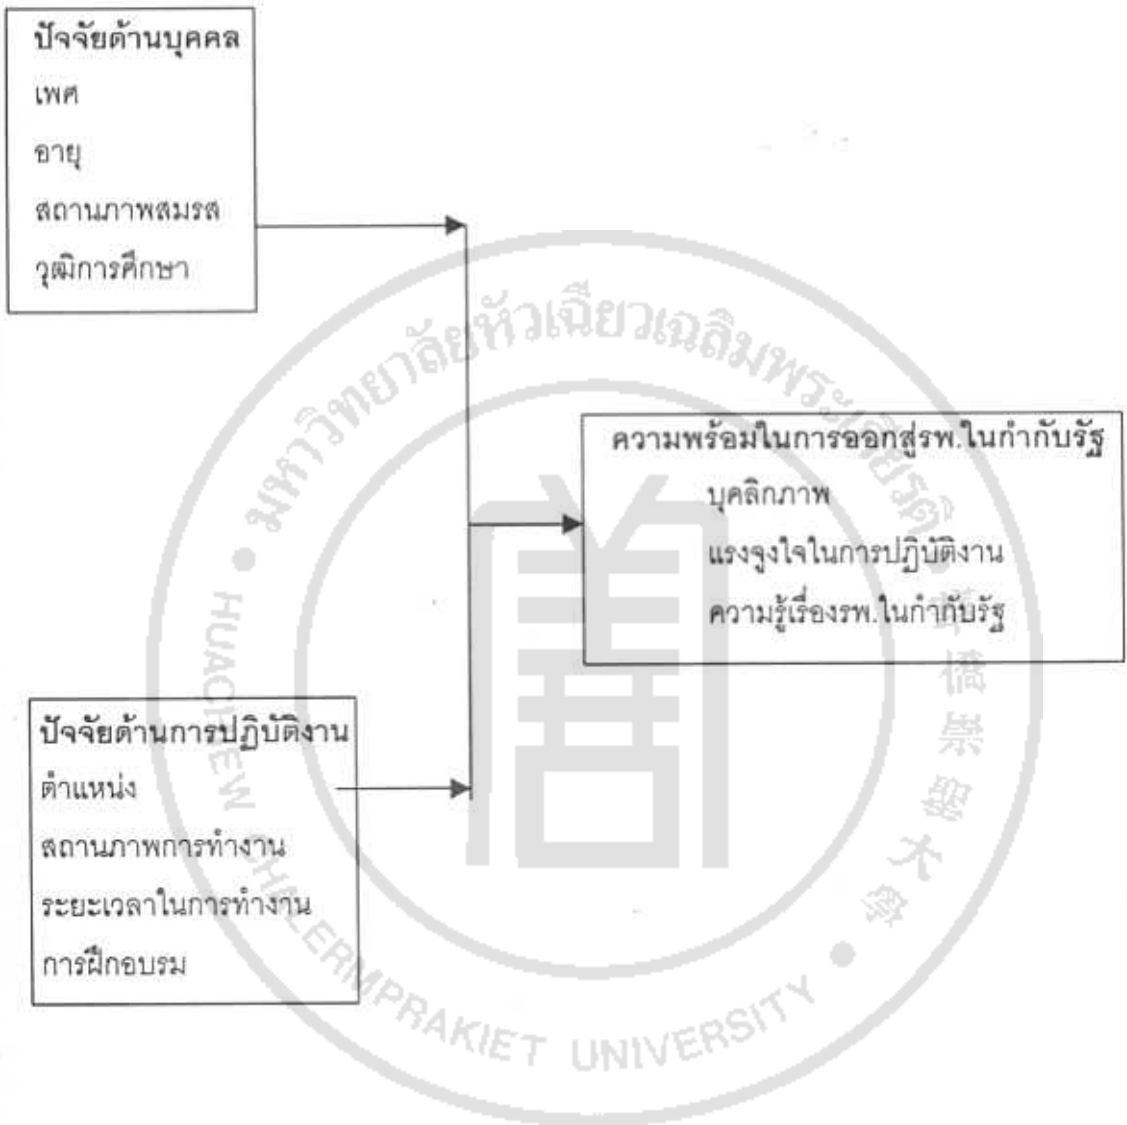 ปัจจัยด้านบุคคล
เพศ
อายุ
สถานภาพสมรส
วุฒิการศึกษา
มหาวิทยาลัยหัวเฉียวเฉลิมพระเกียรติ
ความพร้อมในการออกสู่รพ.ในกำกับรัฐ
บุคลิกภาพ
แรงจูงใจในการปฏิบัติงาน
ความรู้เรื่องรพ.ในกำกับรัฐ
ปัจจัยด้านการปฏิบัติงาน
ตำแหน่ง
สถานภาพการทำงาน
ระยะเวลาในการทำงาน
การฝึกอบรม
HUACHIEW CHALERMPRAKIET UNIVERSITY
僑崇聖大學